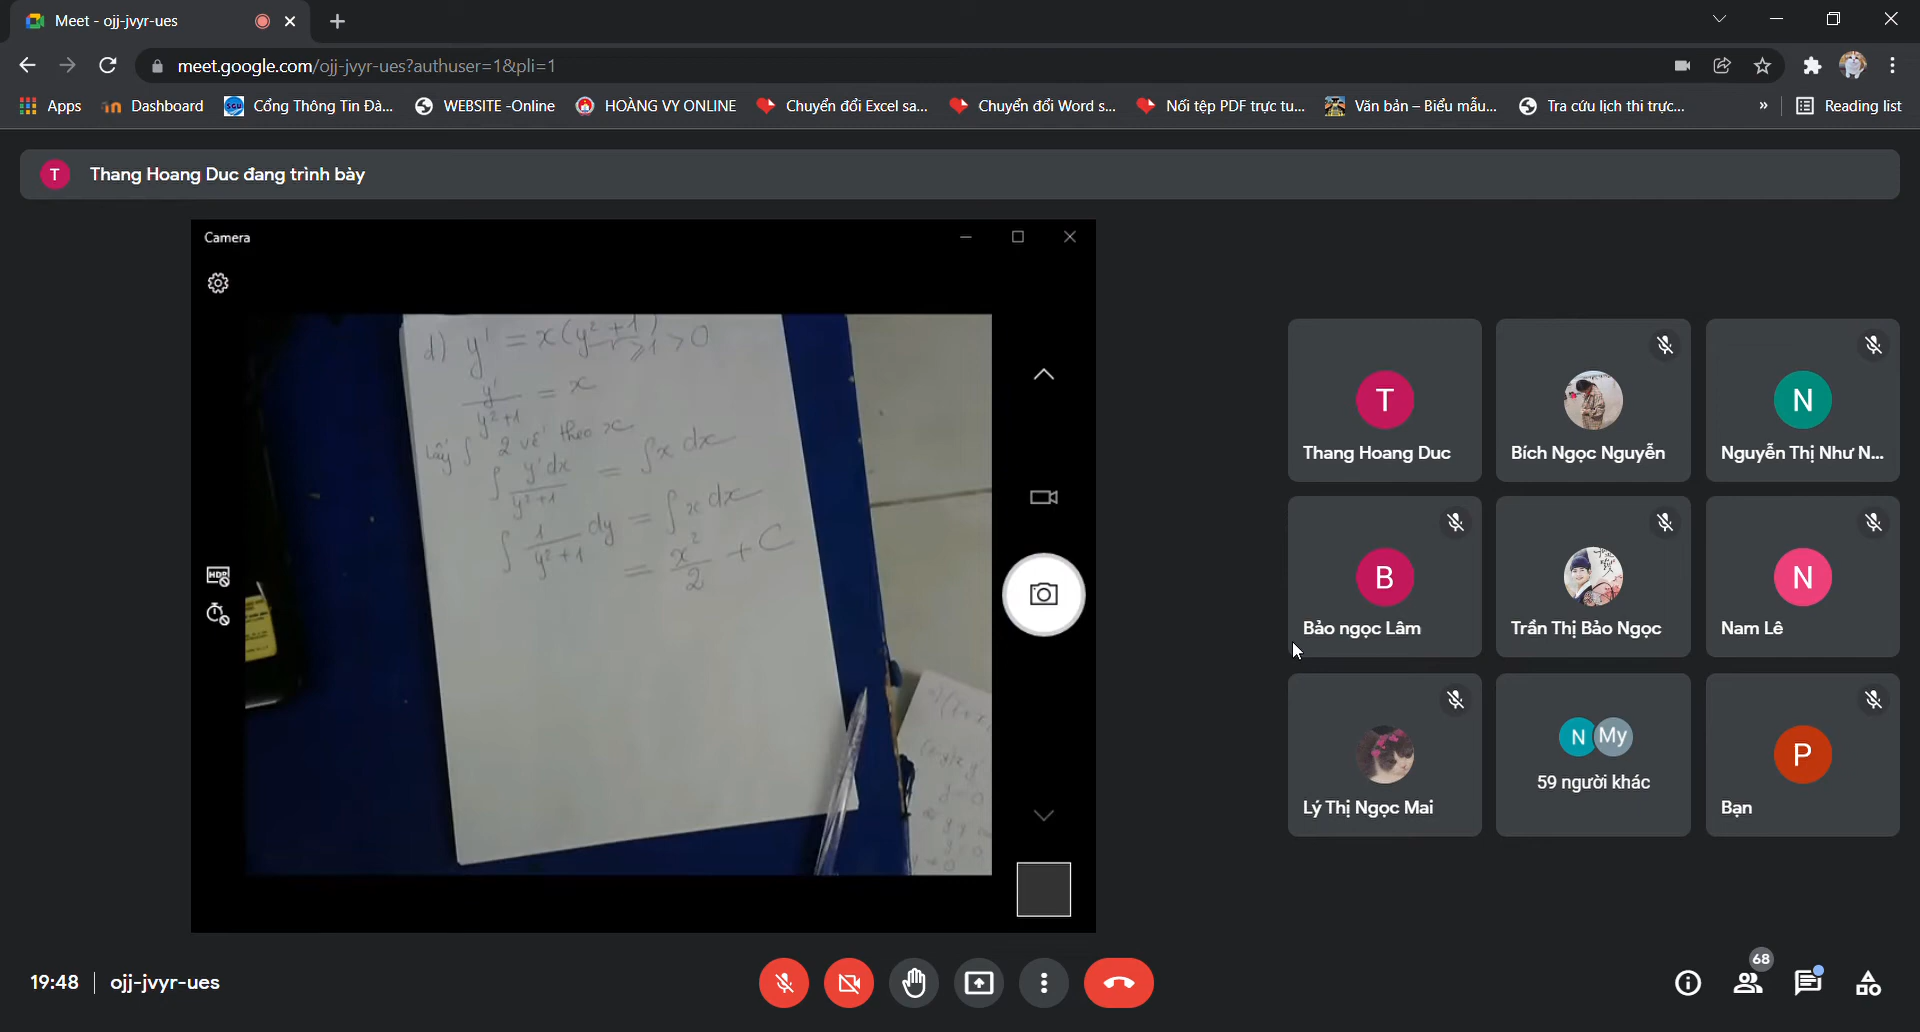 Meet - ojj-jvyr-ues
meet.google.com/ojj-jvyr-ues?authuser=1&pli=1
Apps
Dashboard
Cổng Thông Tin Đà...
WEBSITE -Online
HOÀNG VY ONLINE
Chuyển đổi Excel sa...
Chuyển đổi Word s...
Nối tệp PDF trực tu...
Văn bản – Biểu mẫu...
Tra cứu lịch thi trực...
»
Reading list
T Thang Hoang Duc đang trình bày
Camera
HDR
d) y' = x(y²+1) ≥1 > 0
y'/(y²+1) = x
Lấy ∫ 2 vế theo x
∫ y'dx/(y²+1) = ∫x dx
∫ 1/(y²+1) dy = ∫x dx
= x²/2 + C
T
Thang Hoang Duc
Bích Ngọc Nguyễn
N
Nguyễn Thị Như N...
B
Bảo ngọc Lâm
Trần Thị Bảo Ngọc
N
Nam Lê
Lý Thị Ngọc Mai
N My
59 người khác
P
Bạn
19:48 | ojj-jvyr-ues
68